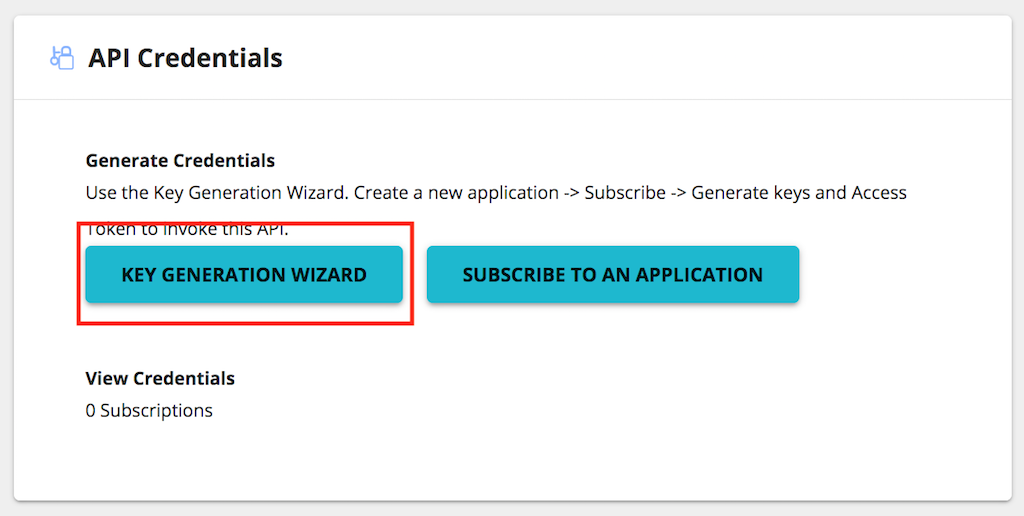 API Credentials
Generate Credentials
Use the Key Generation Wizard. Create a new application -> Subscribe -> Generate keys and Access
Token to invoke this API.
KEY GENERATION WIZARD
SUBSCRIBE TO AN APPLICATION
View Credentials
0 Subscriptions